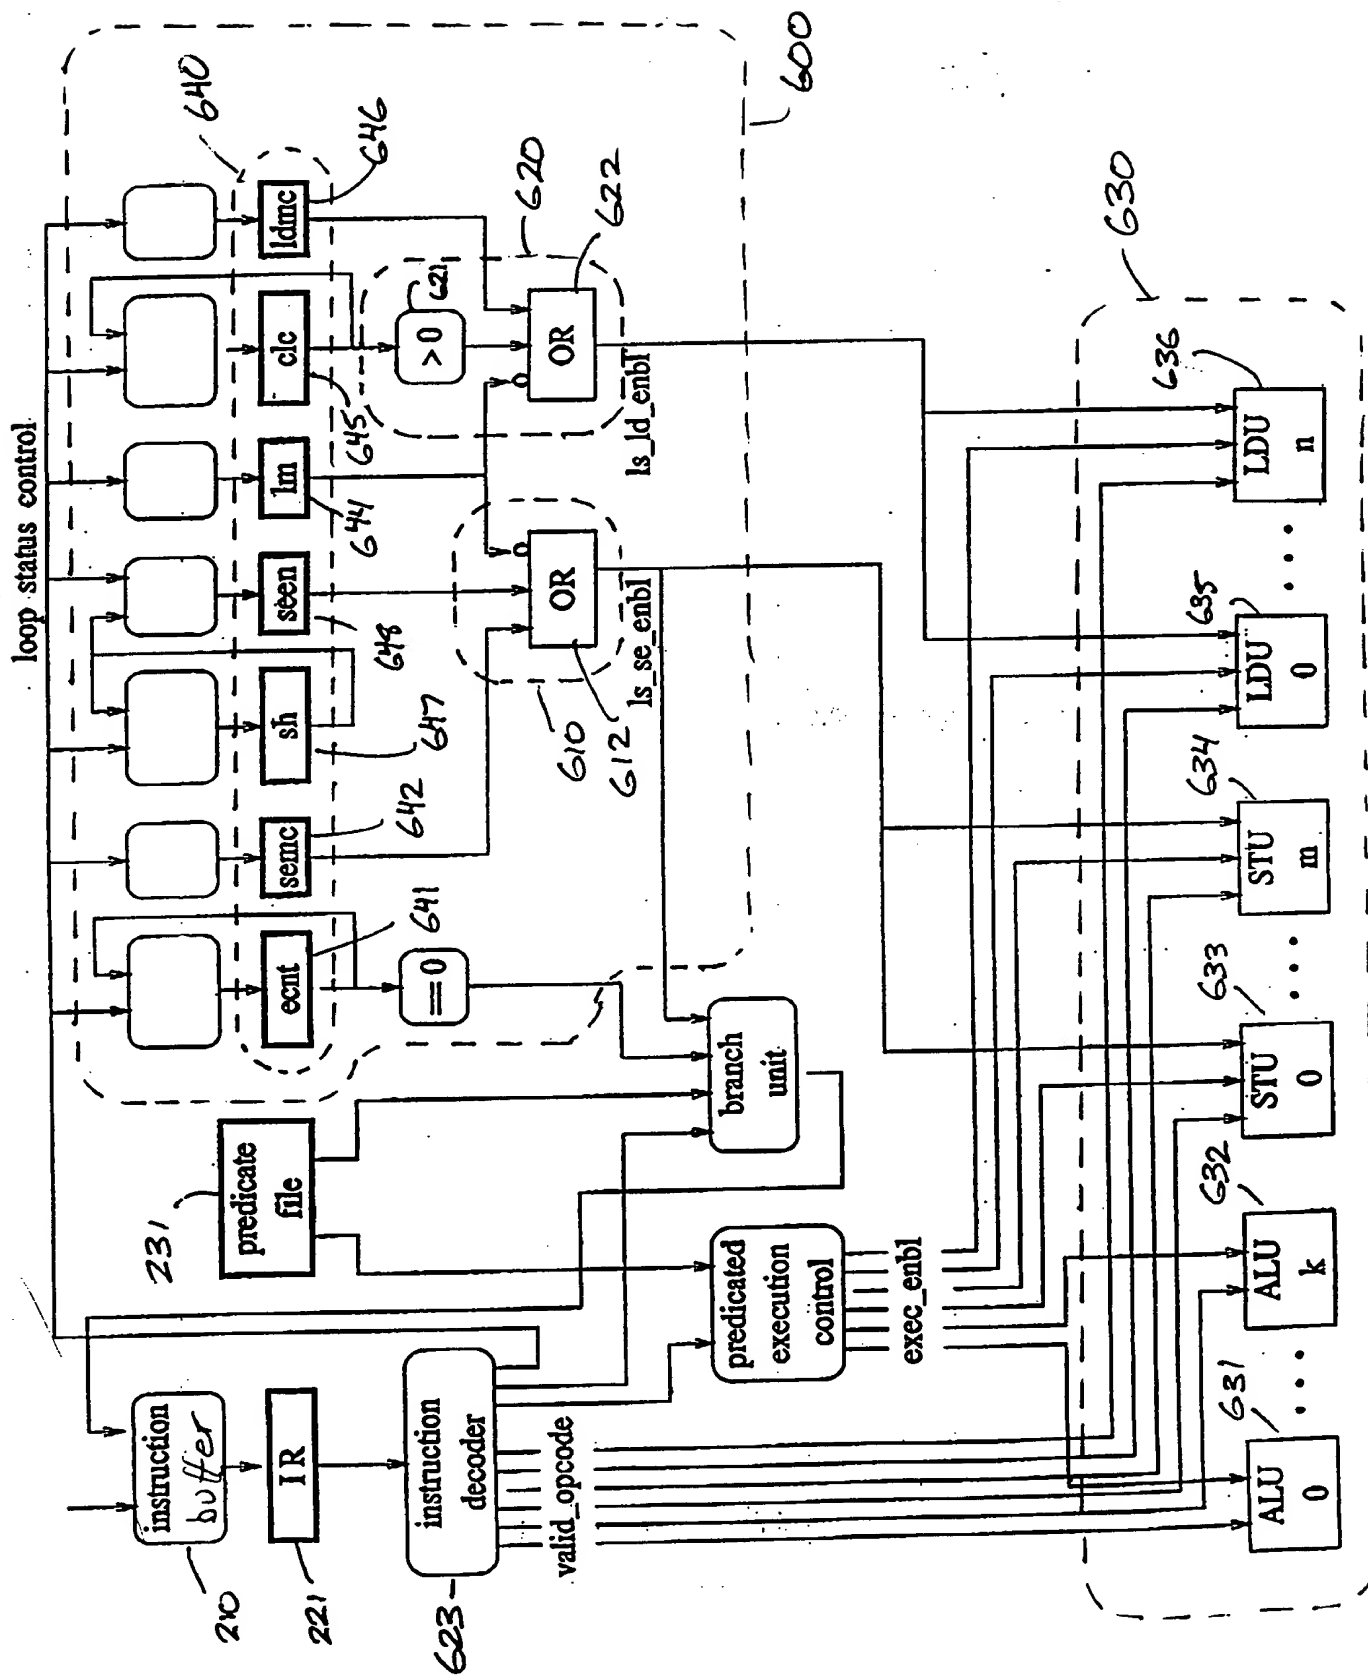 loop status control
640
ecnt
semc
sh
seen
lm
clc
ldmc
641
642
647
648
644
645
646
==0
>0
621
620
OR
OR
622
610
612
ls_se_enbl
ls_ld_enbl
600
231
predicate
file
branch
unit
instruction
buffer
210
IR
221
instruction
decoder
623
valid_opcode
predicated
execution
control
exec_enbl
630
ALU
0
631
....
ALU
k
632
STU
0
633
....
STU
m
634
LDU
0
635
....
LDU
n
636